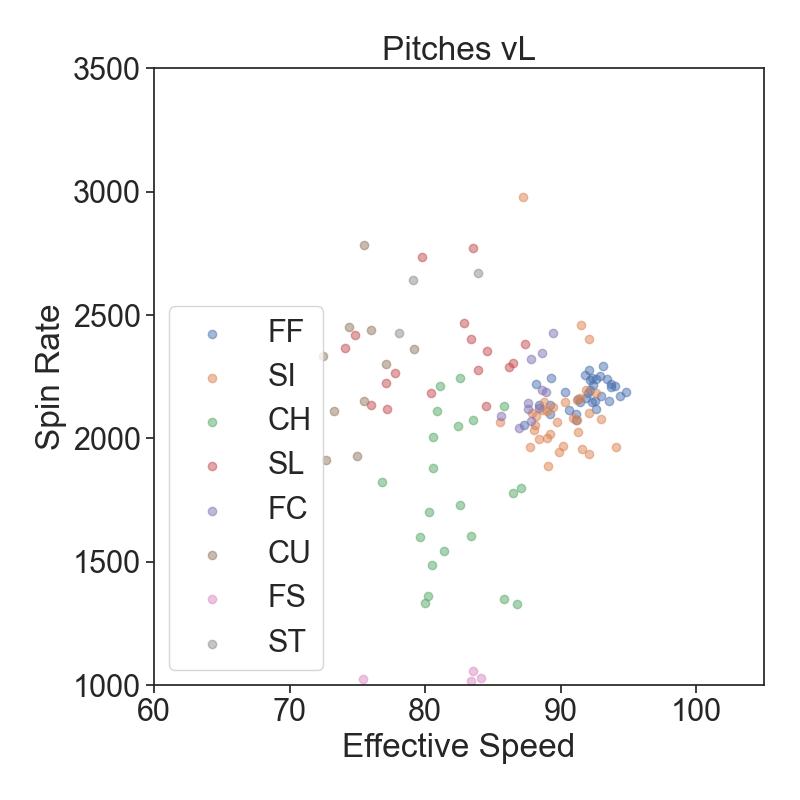 Pitches vL
3500
3000
2500
2000
1500
1000
Spin Rate
FF
SI
CH
SL
FC
CU
FS
ST
60 70 80 90 100
Effective Speed